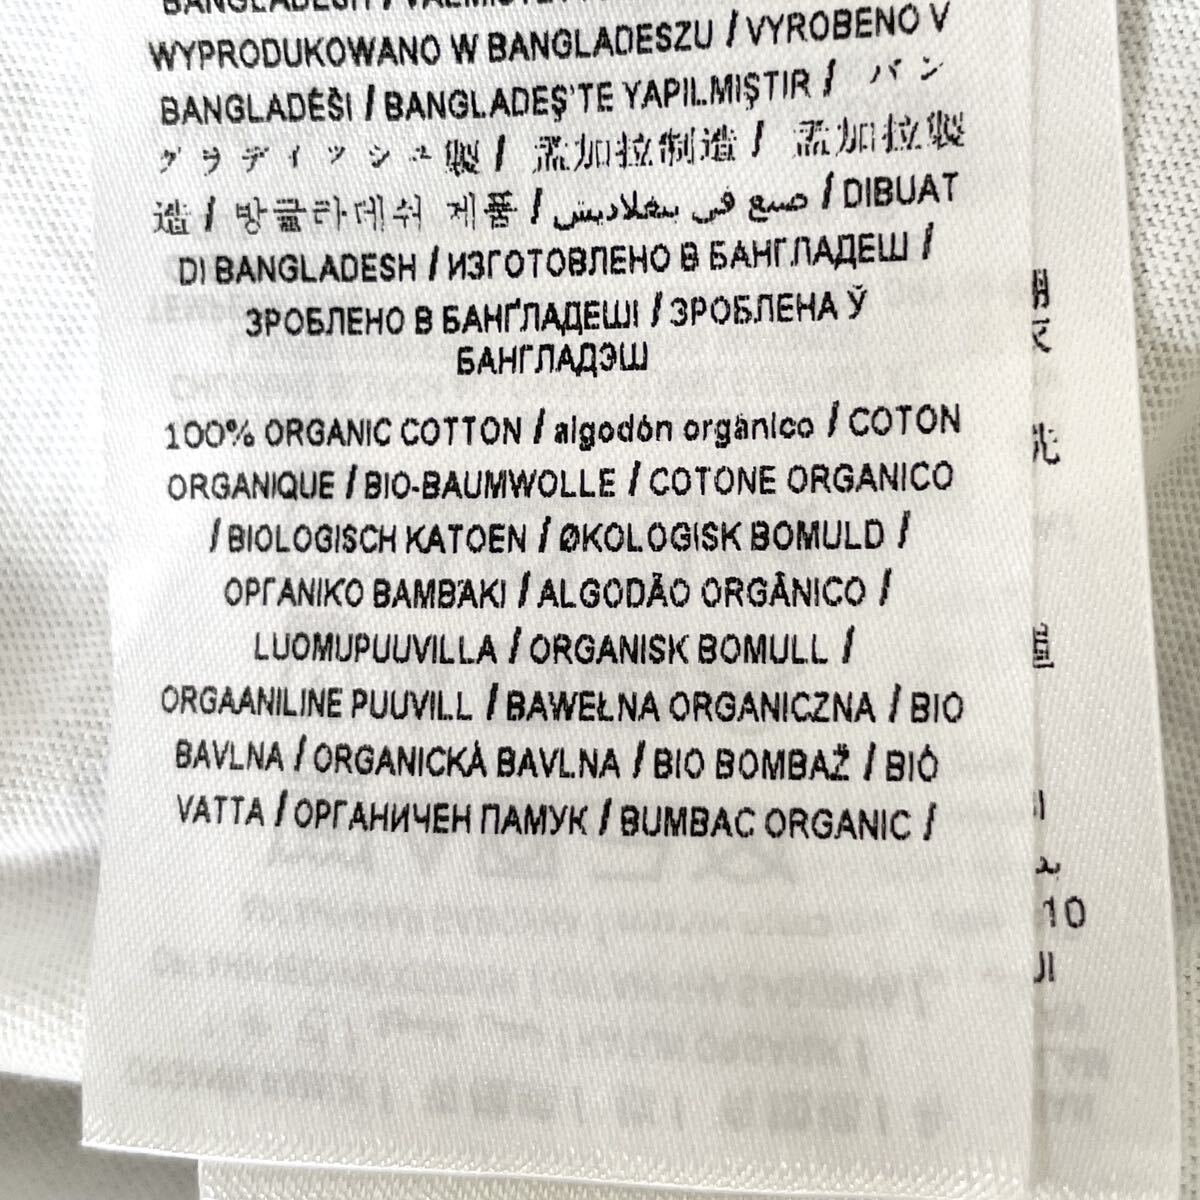 BANGLADESH /
WYPRODUKOWANO W BANGLADESZU / VYROBENO V
BANGLADÉŠI / BANGLADEŞ'TE YAPILMIŞTIR / バン
グラディッシュ製 / 孟加拉制造 / 孟加拉製
造 / 방글라데쉬 제품 / صنع في بنغلاديش / DIBUAT
DI BANGLADESH / ИЗГОТОВЛЕНО В БАНГЛАДЕШ /
ЗРОБЛЕНО В БАНҐЛАДЕШІ / ЗРОБЛЕНА Ў
БАНГЛАДЭШ
100% ORGANIC COTTON / algodón orgánico / COTON
ORGANIQUE / BIO-BAUMWOLLE / COTONE ORGANICO
/ BIOLOGISCH KATOEN / ØKOLOGISK BOMULD /
ΟΡΓΑΝΙΚΟ ΒΑΜΒΆΚΙ / ALGODÃO ORGÂNICO /
LUOMUPUUVILLA / ORGANISK BOMULL /
ORGAANILINE PUUVILL / BAWEŁNA ORGANICZNA / BIO
BAVLNA / ORGANICKÁ BAVLNA / BIO BOMBAŽ / BIÓ
VATTA / ОРГАНИЧЕН ПАМУК / BUMBAC ORGANIC /
10